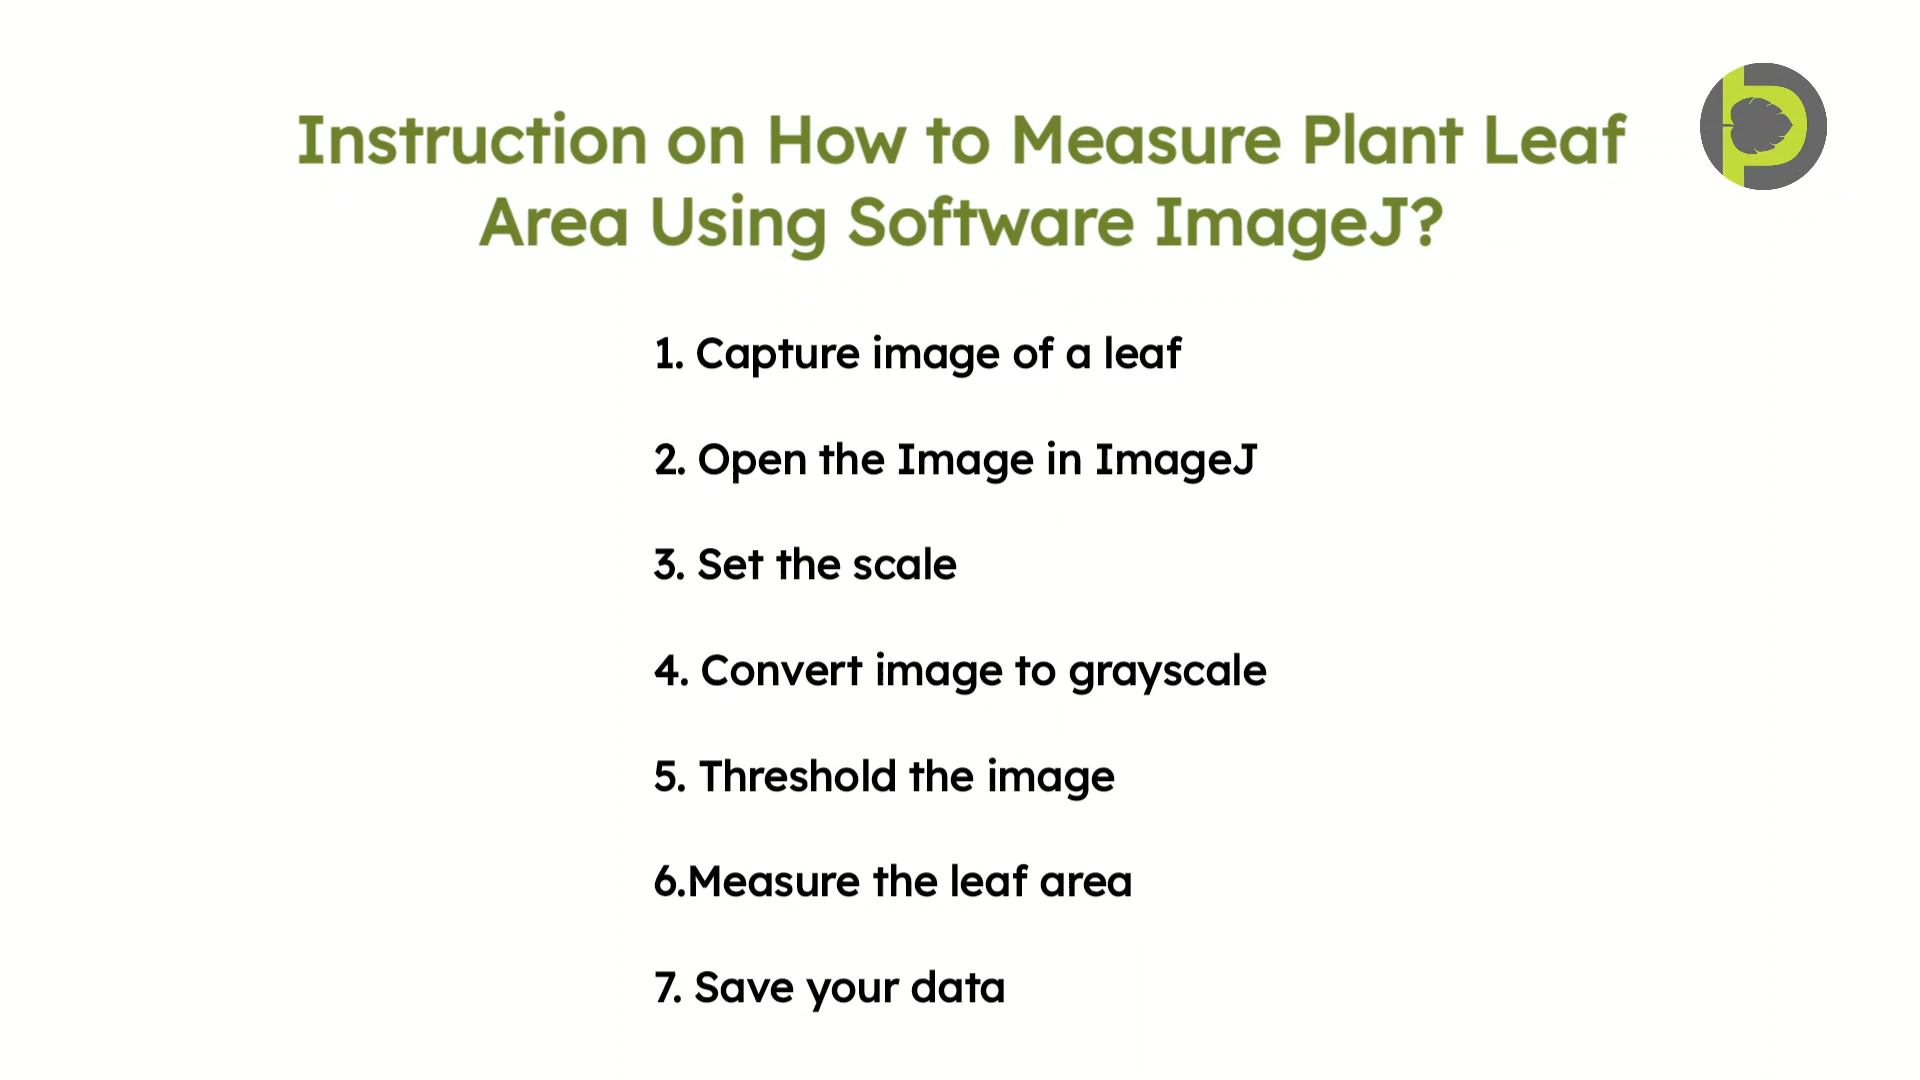 Instruction on How to Measure Plant Leaf
Area Using Software ImageJ?
1. Capture image of a leaf
2. Open the Image in ImageJ
3. Set the scale
4. Convert image to grayscale
5. Threshold the image
6.Measure the leaf area
7. Save your data